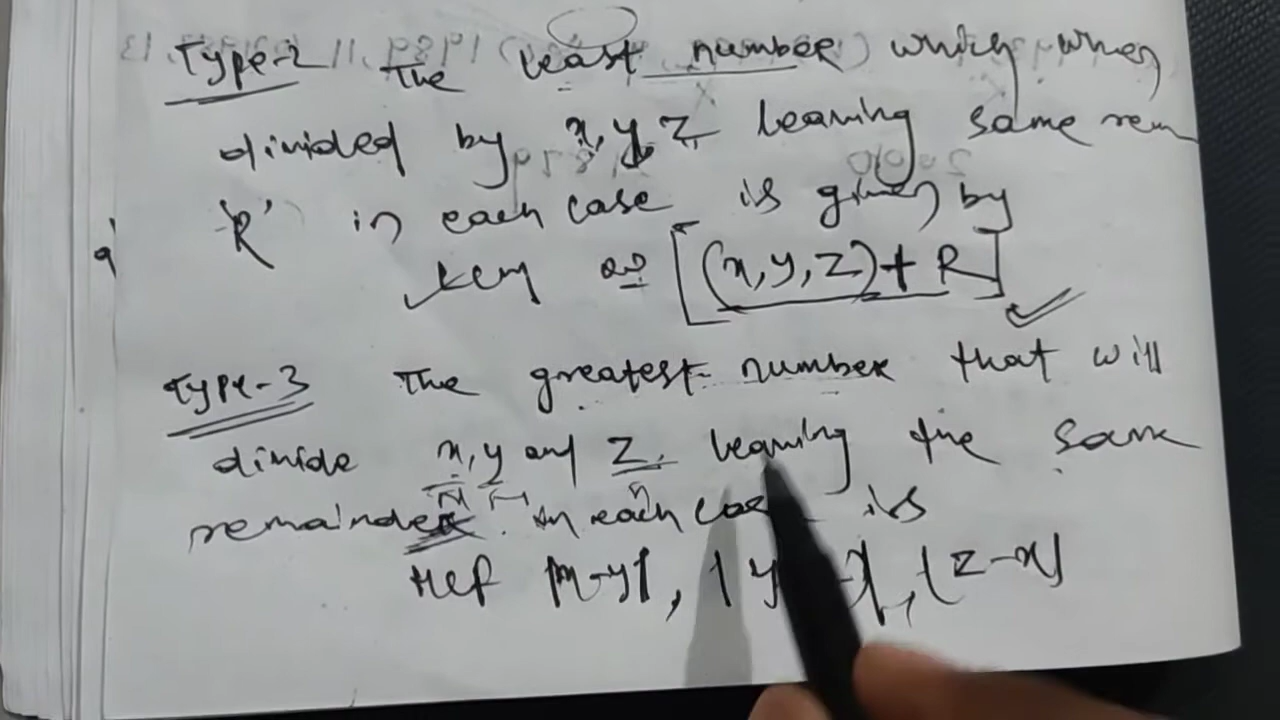 Type-2 The least number which when
divided by x, y, z leaving same rem
'R' in each case is given by
LCM of [(x, y, z) + R]
Type-3 The greatest number that will
divide x, y and z, leaving the same
remainder in each case is
HCF |x-y|, |y-z|, |z-x|